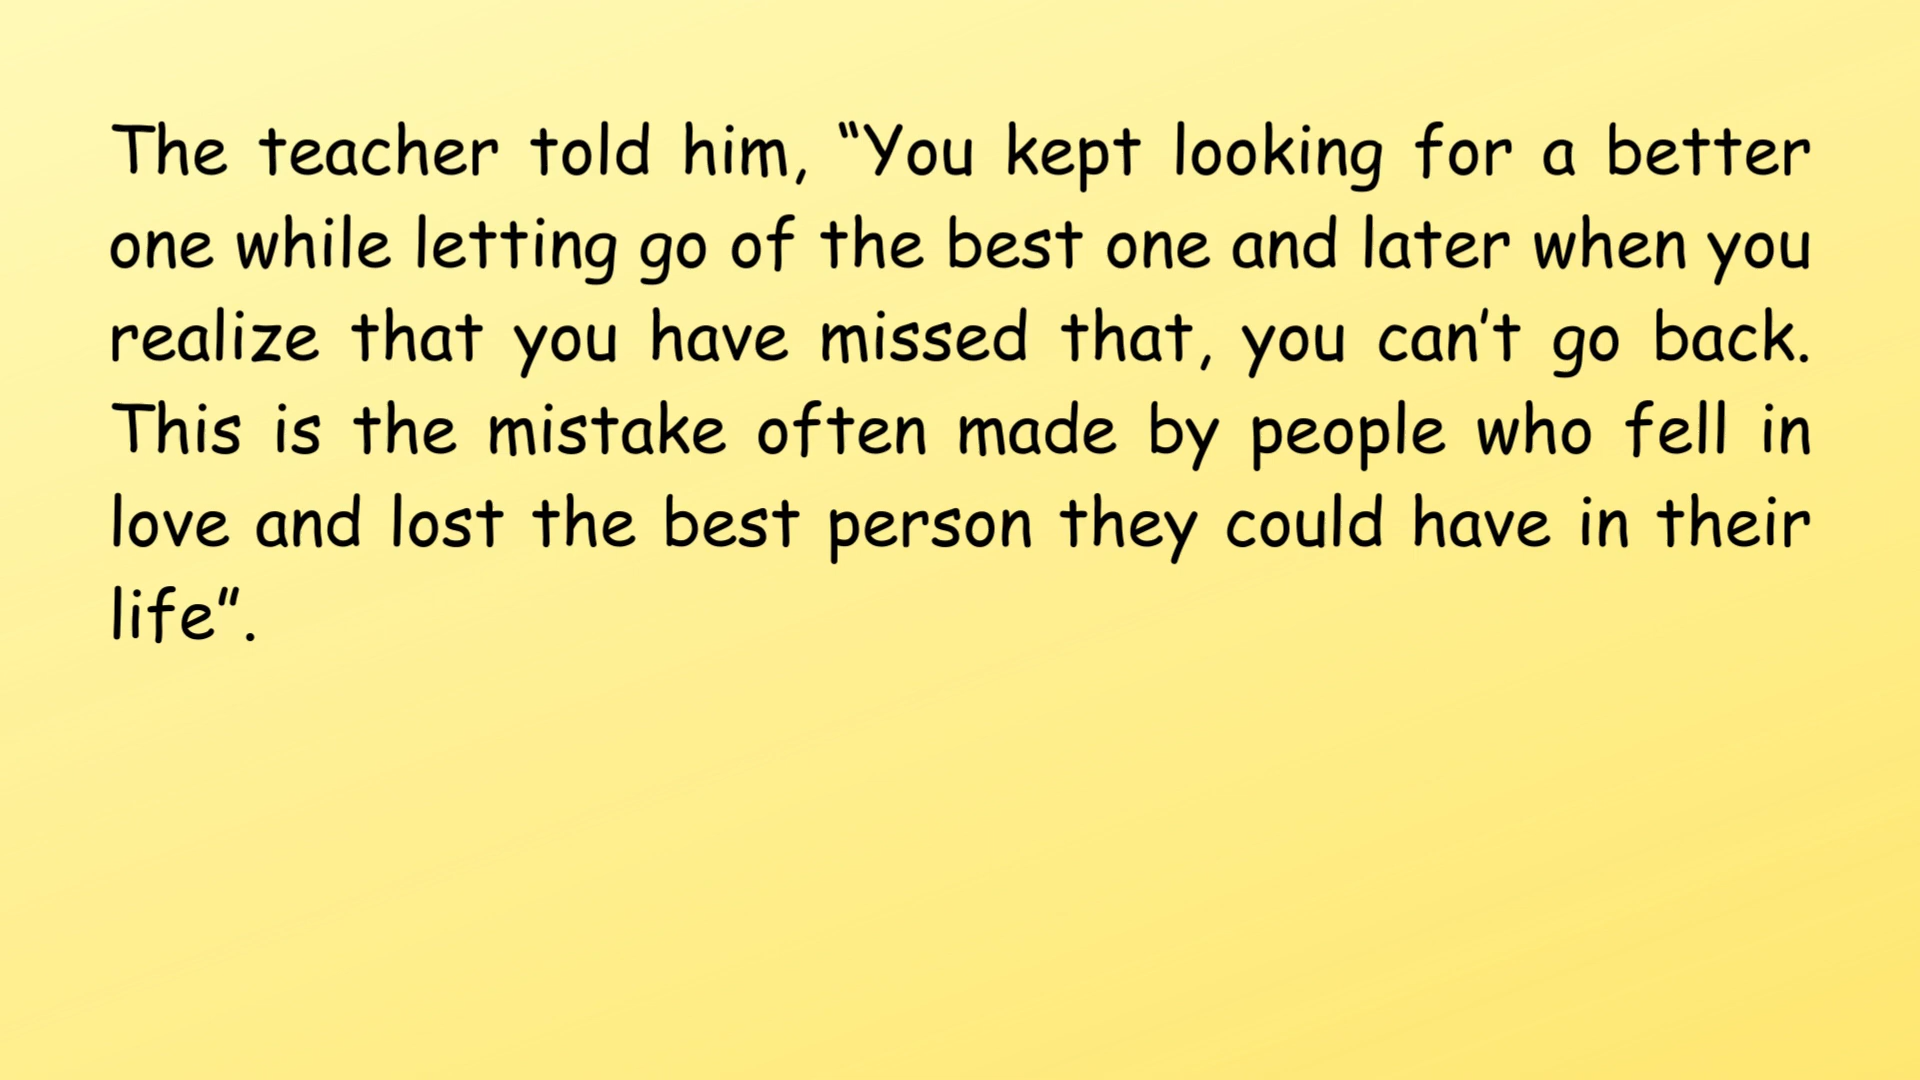 The teacher told him, “You kept looking for a better
one while letting go of the best one and later when you
realize that you have missed that, you can’t go back.
This is the mistake often made by people who fell in
love and lost the best person they could have in their
life”.